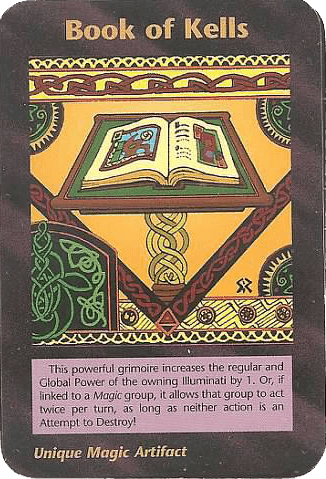 Book of Kells
This powerful grimoire increases the regular and
Global Power of the owning Illuminati by 1. Or, if
linked to a Magic group, it allows that group to act
twice per turn, as long as neither action is an
Attempt to Destroy!
Unique Magic Artifact